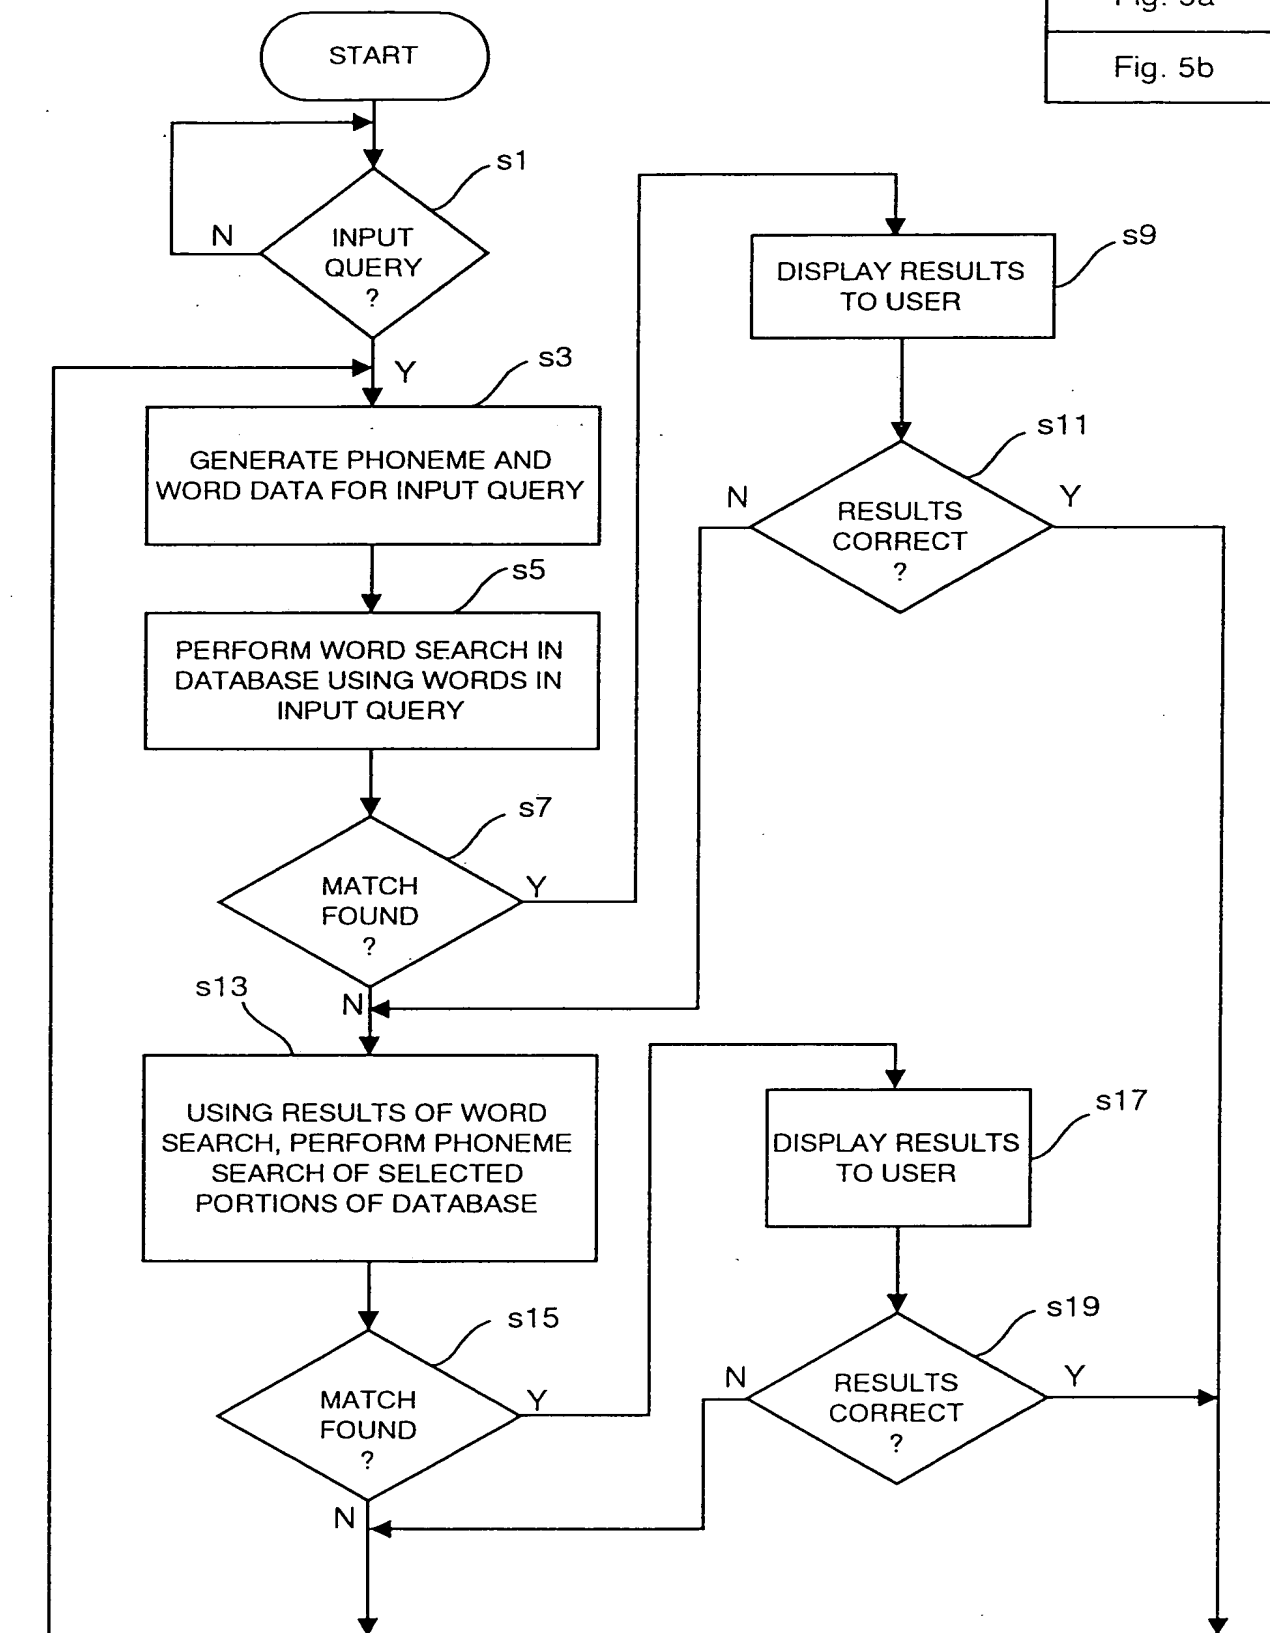 START
Fig. 5b
s1
N
INPUT
QUERY
?
Y
s3
GENERATE PHONEME AND
WORD DATA FOR INPUT QUERY
s5
PERFORM WORD SEARCH IN
DATABASE USING WORDS IN
INPUT QUERY
s7
MATCH
FOUND
?
Y
N
s9
DISPLAY RESULTS
TO USER
s11
N
RESULTS
CORRECT
?
Y
s13
USING RESULTS OF WORD
SEARCH, PERFORM PHONEME
SEARCH OF SELECTED
PORTIONS OF DATABASE
s15
MATCH
FOUND
?
Y
N
s17
DISPLAY RESULTS
TO USER
s19
N
RESULTS
CORRECT
?
Y